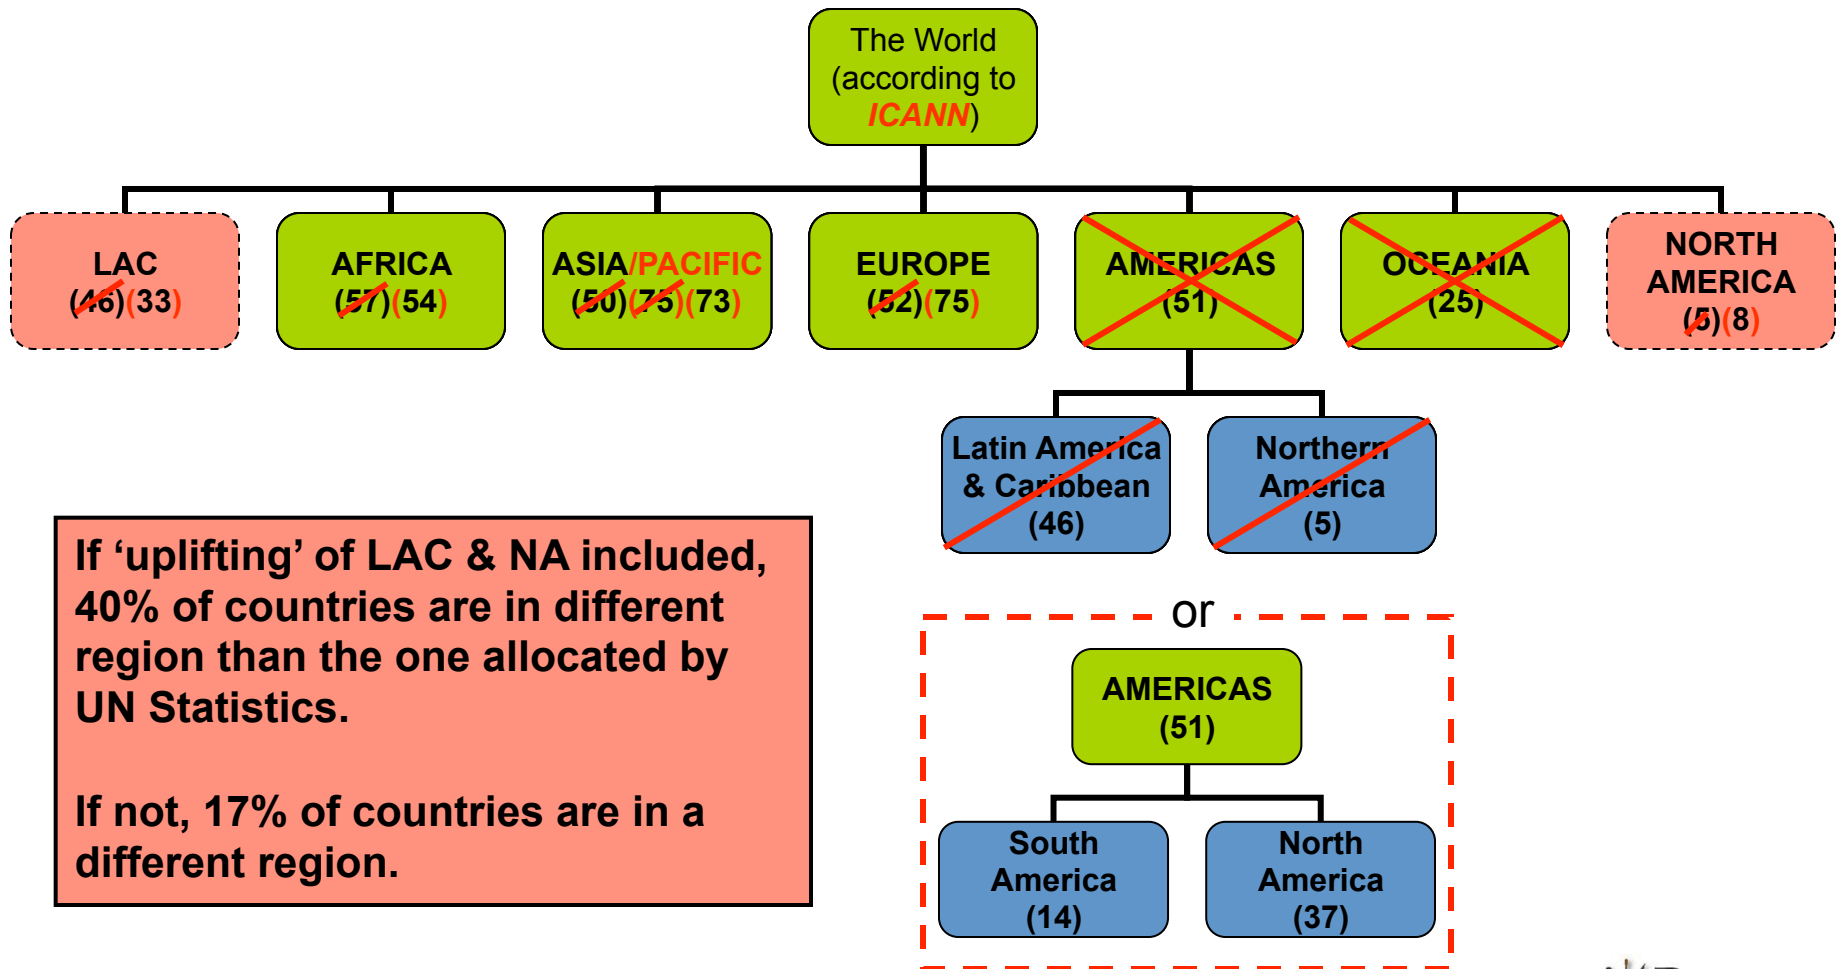 The World
(according to
ICANN)
LAC
(46)(33)
AFRICA
(57)(54)
ASIA/PACIFIC
(50)(75)(73)
EUROPE
(52)(75)
AMERICAS
(51)
OCEANIA
(25)
NORTH
AMERICA
(5)(8)
Latin America
& Caribbean
(46)
Northern
America
(5)
If ‘uplifting’ of LAC & NA included,
40% of countries are in different
region than the one allocated by
UN Statistics.
If not, 17% of countries are in a
different region.
or
AMERICAS
(51)
South
America
(14)
North
America
(37)